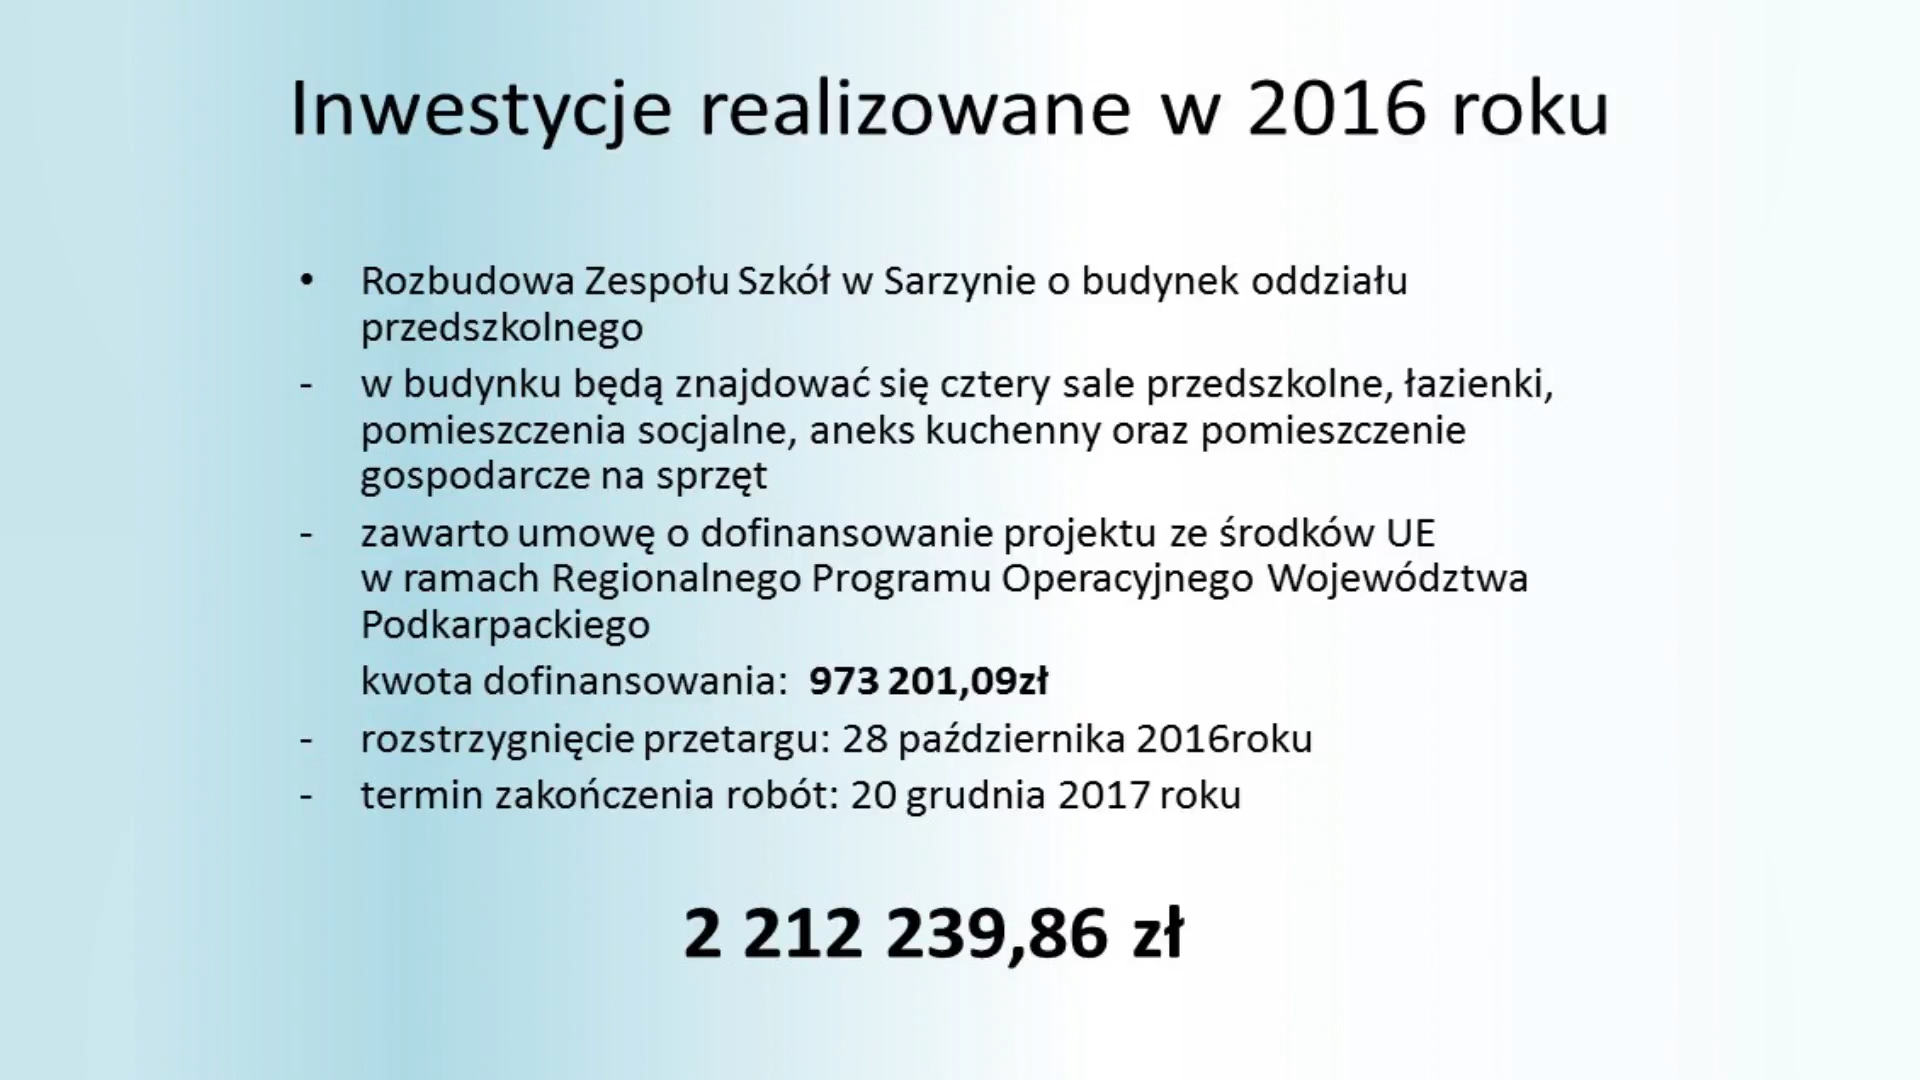 Inwestycje realizowane w 2016 roku
• Rozbudowa Zespołu Szkół w Sarzynie o budynek oddziału
przedszkolnego
- w budynku będą znajdować się cztery sale przedszkolne, łazienki,
pomieszczenia socjalne, aneks kuchenny oraz pomieszczenie
gospodarcze na sprzęt
- zawarto umowę o dofinansowanie projektu ze środków UE
w ramach Regionalnego Programu Operacyjnego Województwa
Podkarpackiego
kwota dofinansowania: 973 201,09zł
- rozstrzygnięcie przetargu: 28 października 2016roku
- termin zakończenia robót: 20 grudnia 2017 roku
2 212 239,86 zł